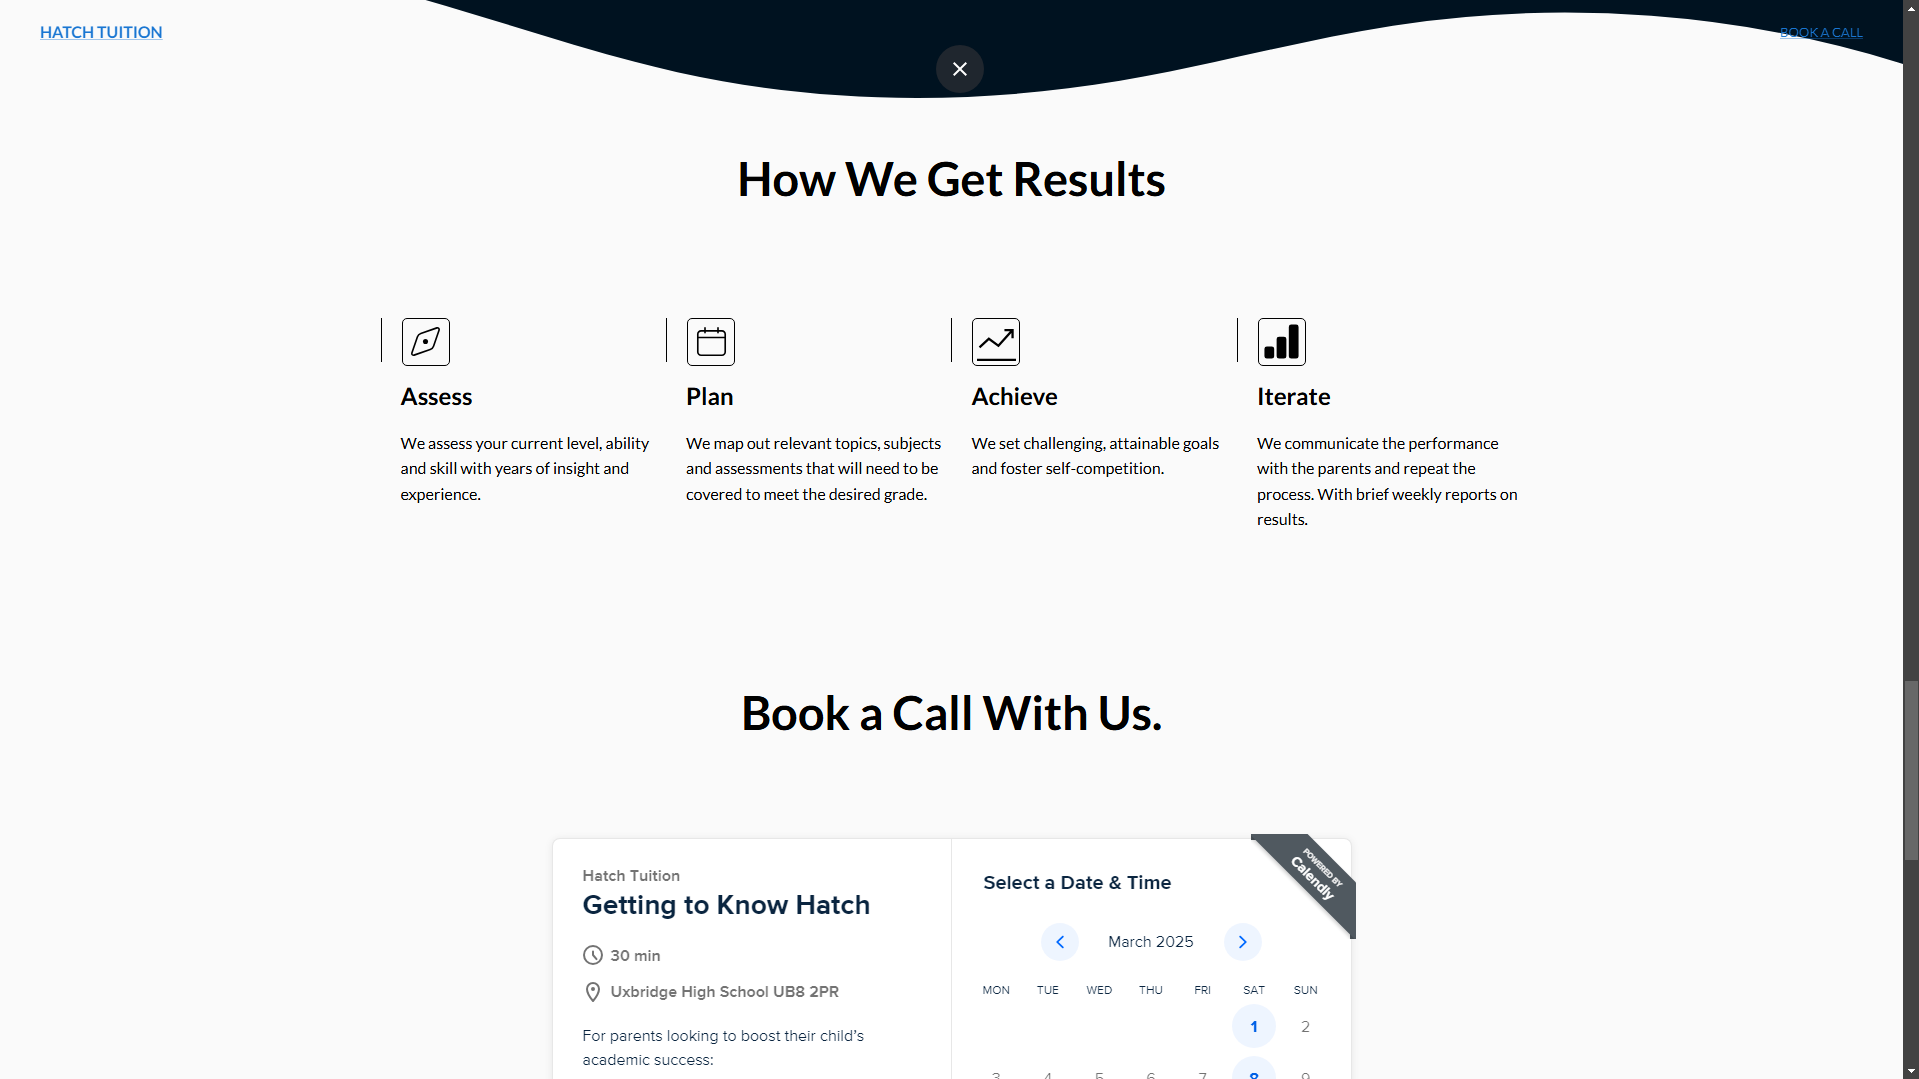 HATCH TUITION
BOOK A CALL
How We Get Results
Assess
We assess your current level, ability
and skill with years of insight and
experience.
Plan
We map out relevant topics, subjects
and assessments that will need to be
covered to meet the desired grade.
Achieve
We set challenging, attainable goals
and foster self-competition.
Iterate
We communicate the performance
with the parents and repeat the
process. With brief weekly reports on
results.
Book a Call With Us.
Hatch Tuition
Getting to Know Hatch
30 min
Uxbridge High School UB8 2PR
For parents looking to boost their child’s
academic success:
Select a Date & Time
POWERED BY
Calendly
March 2025
MON TUE WED THU FRI SAT SUN
1 2
3 4 5 6 7 8 9